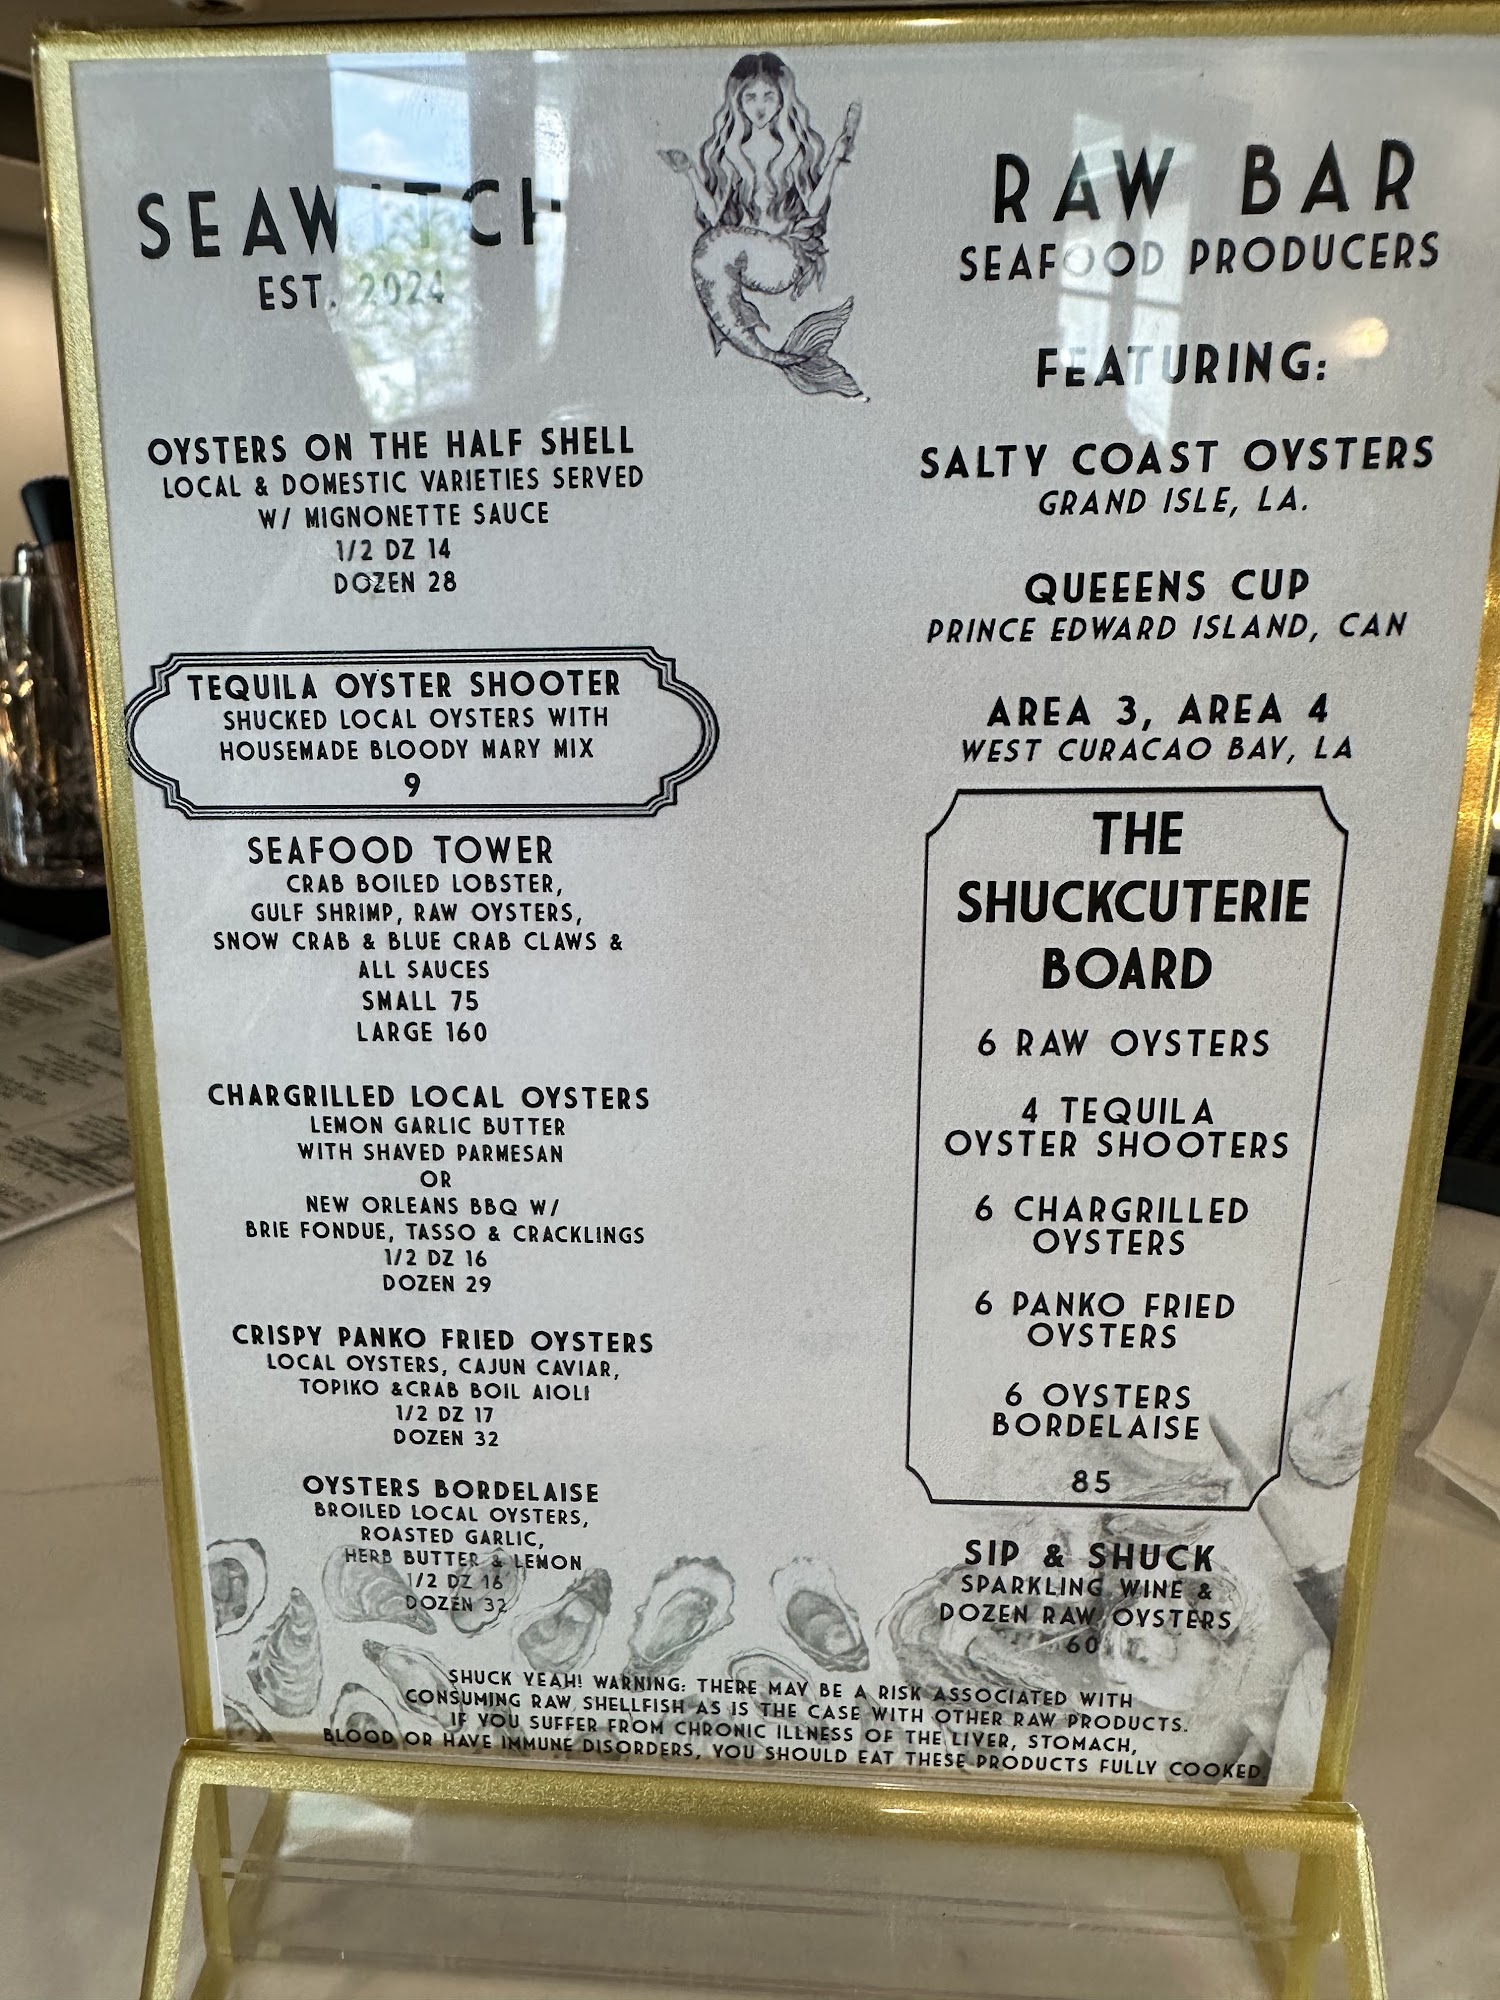 SEAWITCH
EST. 2024
OYSTERS ON THE HALF SHELL
LOCAL & DOMESTIC VARIETIES SERVED
W/ MIGNONETTE SAUCE
1/2 DZ 14
DOZEN 28
TEQUILA OYSTER SHOOTER
SHUCKED LOCAL OYSTERS WITH
HOUSEMADE BLOODY MARY MIX
9
SEAFOOD TOWER
CRAB BOILED LOBSTER,
GULF SHRIMP, RAW OYSTERS,
SNOW CRAB & BLUE CRAB CLAWS &
ALL SAUCES
SMALL 75
LARGE 160
CHARGRILLED LOCAL OYSTERS
LEMON GARLIC BUTTER
WITH SHAVED PARMESAN
OR
NEW ORLEANS BBQ W/
BRIE FONDUE, TASSO & CRACKLINGS
1/2 DZ 16
DOZEN 29
CRISPY PANKO FRIED OYSTERS
LOCAL OYSTERS, CAJUN CAVIAR,
TOPIKO &CRAB BOIL AIOLI
1/2 DZ 17
DOZEN 32
OYSTERS BORDELAISE
BROILED LOCAL OYSTERS,
ROASTED GARLIC,
HERB BUTTER & LEMON
1/2 DZ 16
DOZEN 32
RAW BAR
SEAFOOD PRODUCERS
FEATURING:
SALTY COAST OYSTERS
GRAND ISLE, LA.
QUEEENS CUP
PRINCE EDWARD ISLAND, CAN
AREA 3, AREA 4
WEST CURACAO BAY, LA
THE
SHUCKCUTERIE
BOARD
6 RAW OYSTERS
4 TEQUILA
OYSTER SHOOTERS
6 CHARGRILLED
OYSTERS
6 PANKO FRIED
OYSTERS
6 OYSTERS
BORDELAISE
85
SIP & SHUCK
SPARKLING WINE &
DOZEN RAW OYSTERS
60
SHUCK YEAH! WARNING: THERE MAY BE A RISK ASSOCIATED WITH
CONSUMING RAW SHELLFISH AS IS THE CASE WITH OTHER RAW PRODUCTS.
IF YOU SUFFER FROM CHRONIC ILLNESS OF THE LIVER, STOMACH,
BLOOD OR HAVE IMMUNE DISORDERS, YOU SHOULD EAT THESE PRODUCTS FULLY COOKED.